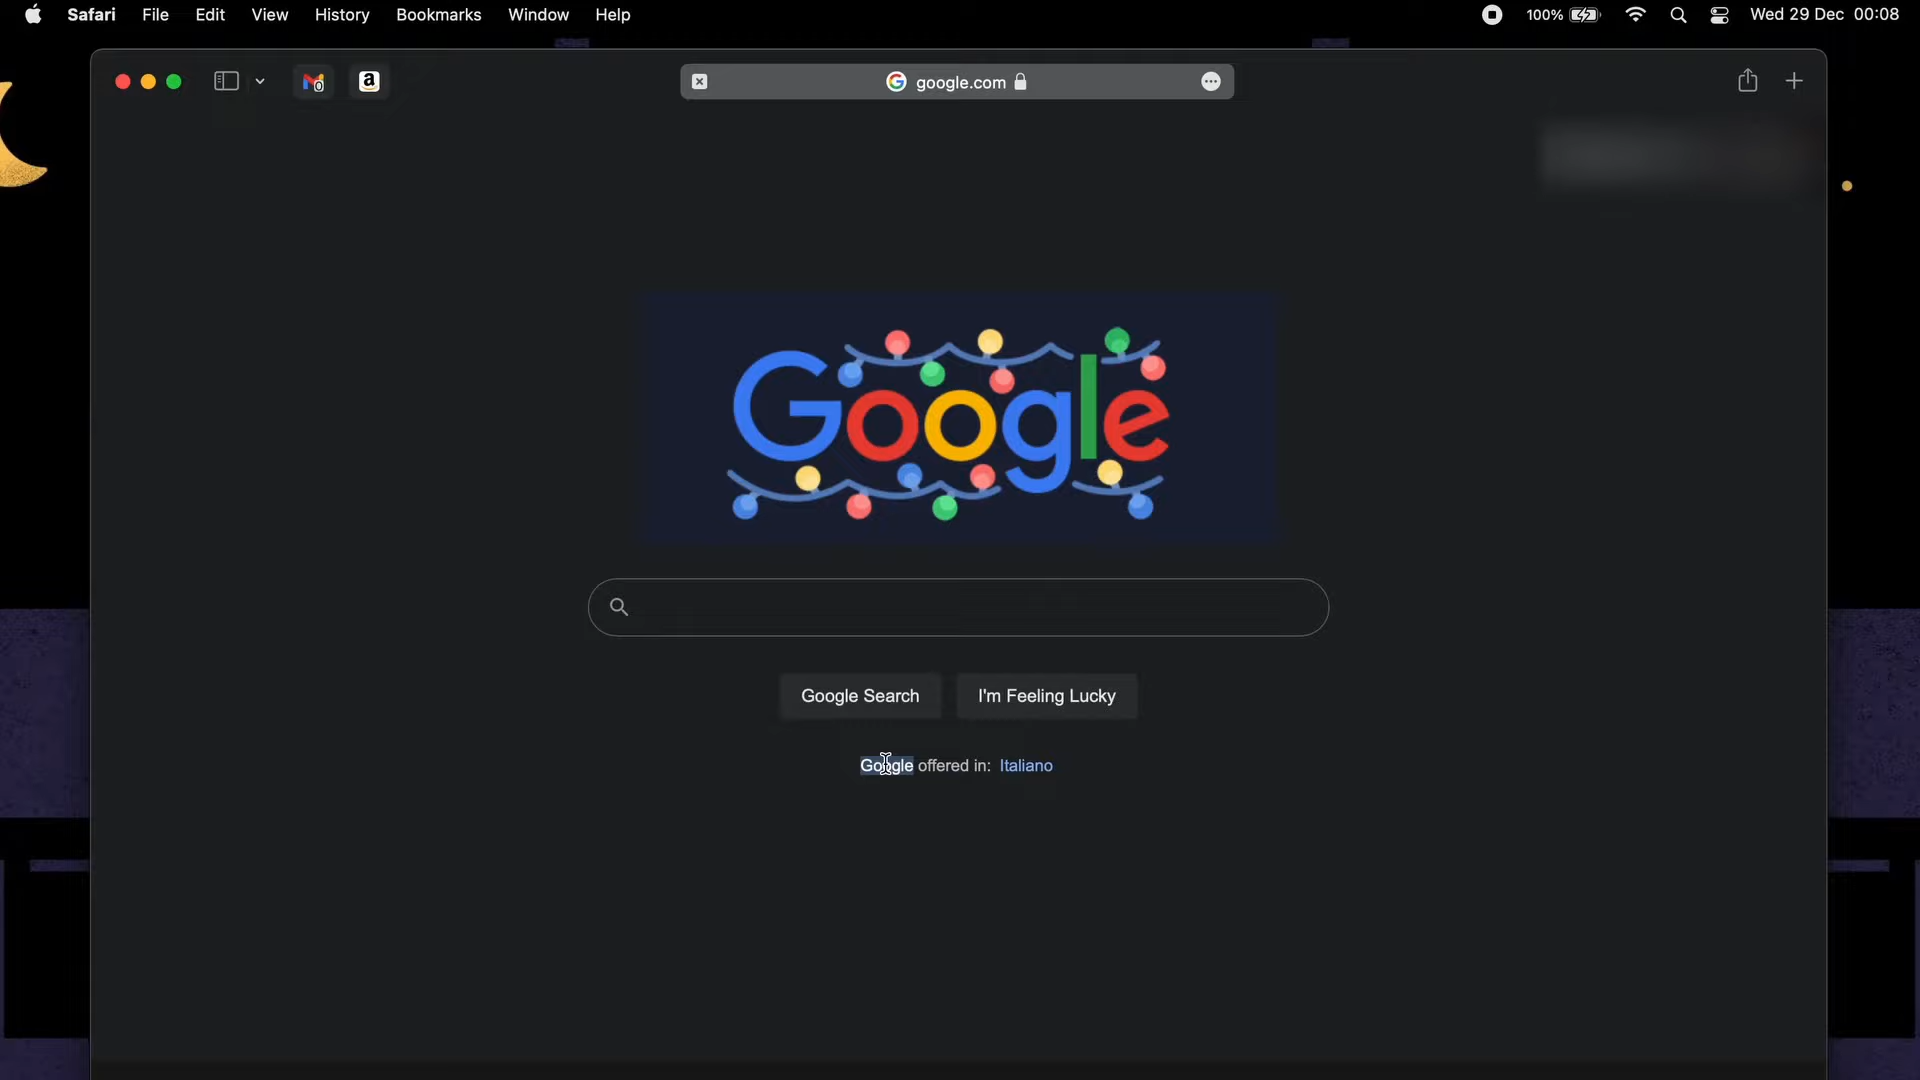 Safari File Edit View History Bookmarks Window Help 100% Wed 29 Dec 00:08
0 a google.com
Google
Google Search I'm Feeling Lucky
Google offered in: Italiano